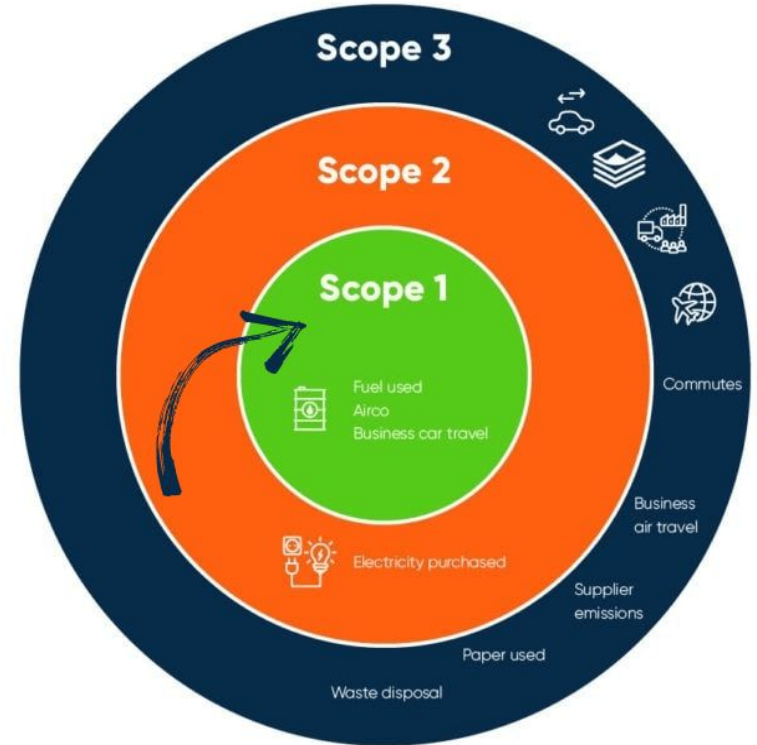 Scope 3
Scope 2
Scope 1
Fuel used
Airco
Business car travel
Electricity purchased
Commutes
Business
air travel
Supplier
emissions
Paper used
Waste disposal